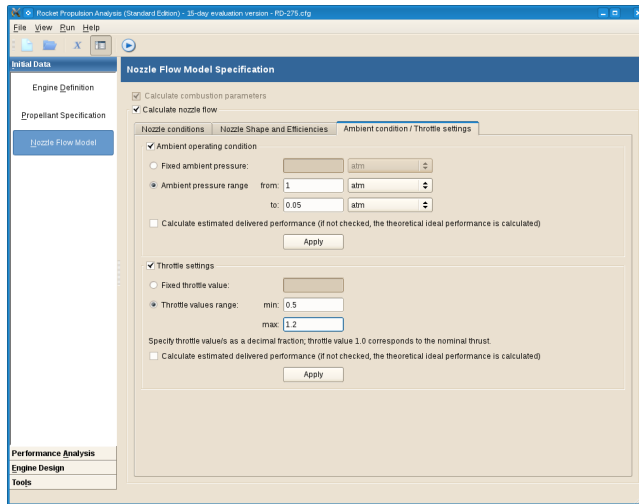 Rocket Propulsion Analysis (Standard Edition) - 15-day evaluation version - RD-275.cfg
File View Run Help
Initial Data
Engine Definition
Propellant Specification
Nozzle Flow Model
Performance Analysis
Engine Design
Tools
Nozzle Flow Model Specification
Calculate combustion parameters
Calculate nozzle flow
Nozzle conditions Nozzle Shape and Efficiencies Ambient condition / Throttle settings
Ambient operating condition
Fixed ambient pressure: atm
Ambient pressure range from: 1 atm
to: 0.05 atm
Calculate estimated delivered performance (if not checked, the theoretical ideal performance is calculated)
Apply
Throttle settings
Fixed throttle value:
Throttle values range: min: 0.5
max: 1.2
Specify throttle value/s as a decimal fraction; throttle value 1.0 corresponds to the nominal thrust.
Calculate estimated delivered performance (if not checked, the theoretical ideal performance is calculated)
Apply